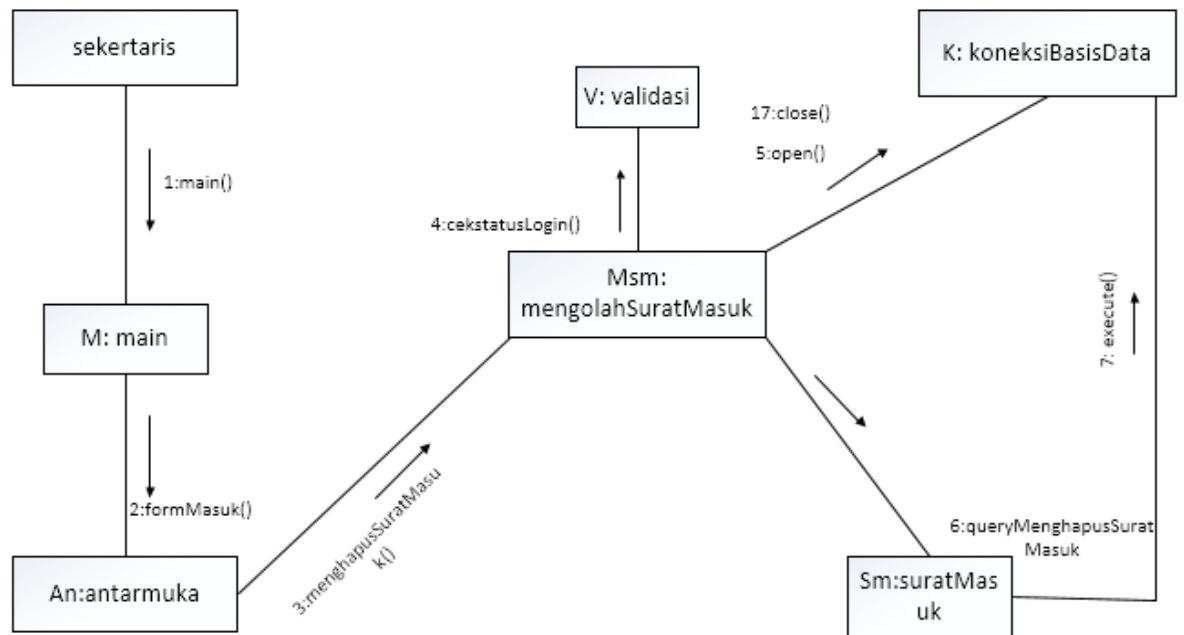 sekertaris
K: koneksiBasisData
V: validasi
17:close()
5:open()
1:main()
4:cekstatusLogin()
Msm:
mengolahSuratMasuk
7: execute()
M: main
2:formMasuk()
3:menghapusSuratMasu
k()
6:queryMenghapusSurat
Masuk
An:antarmuka
Sm:suratMas
uk